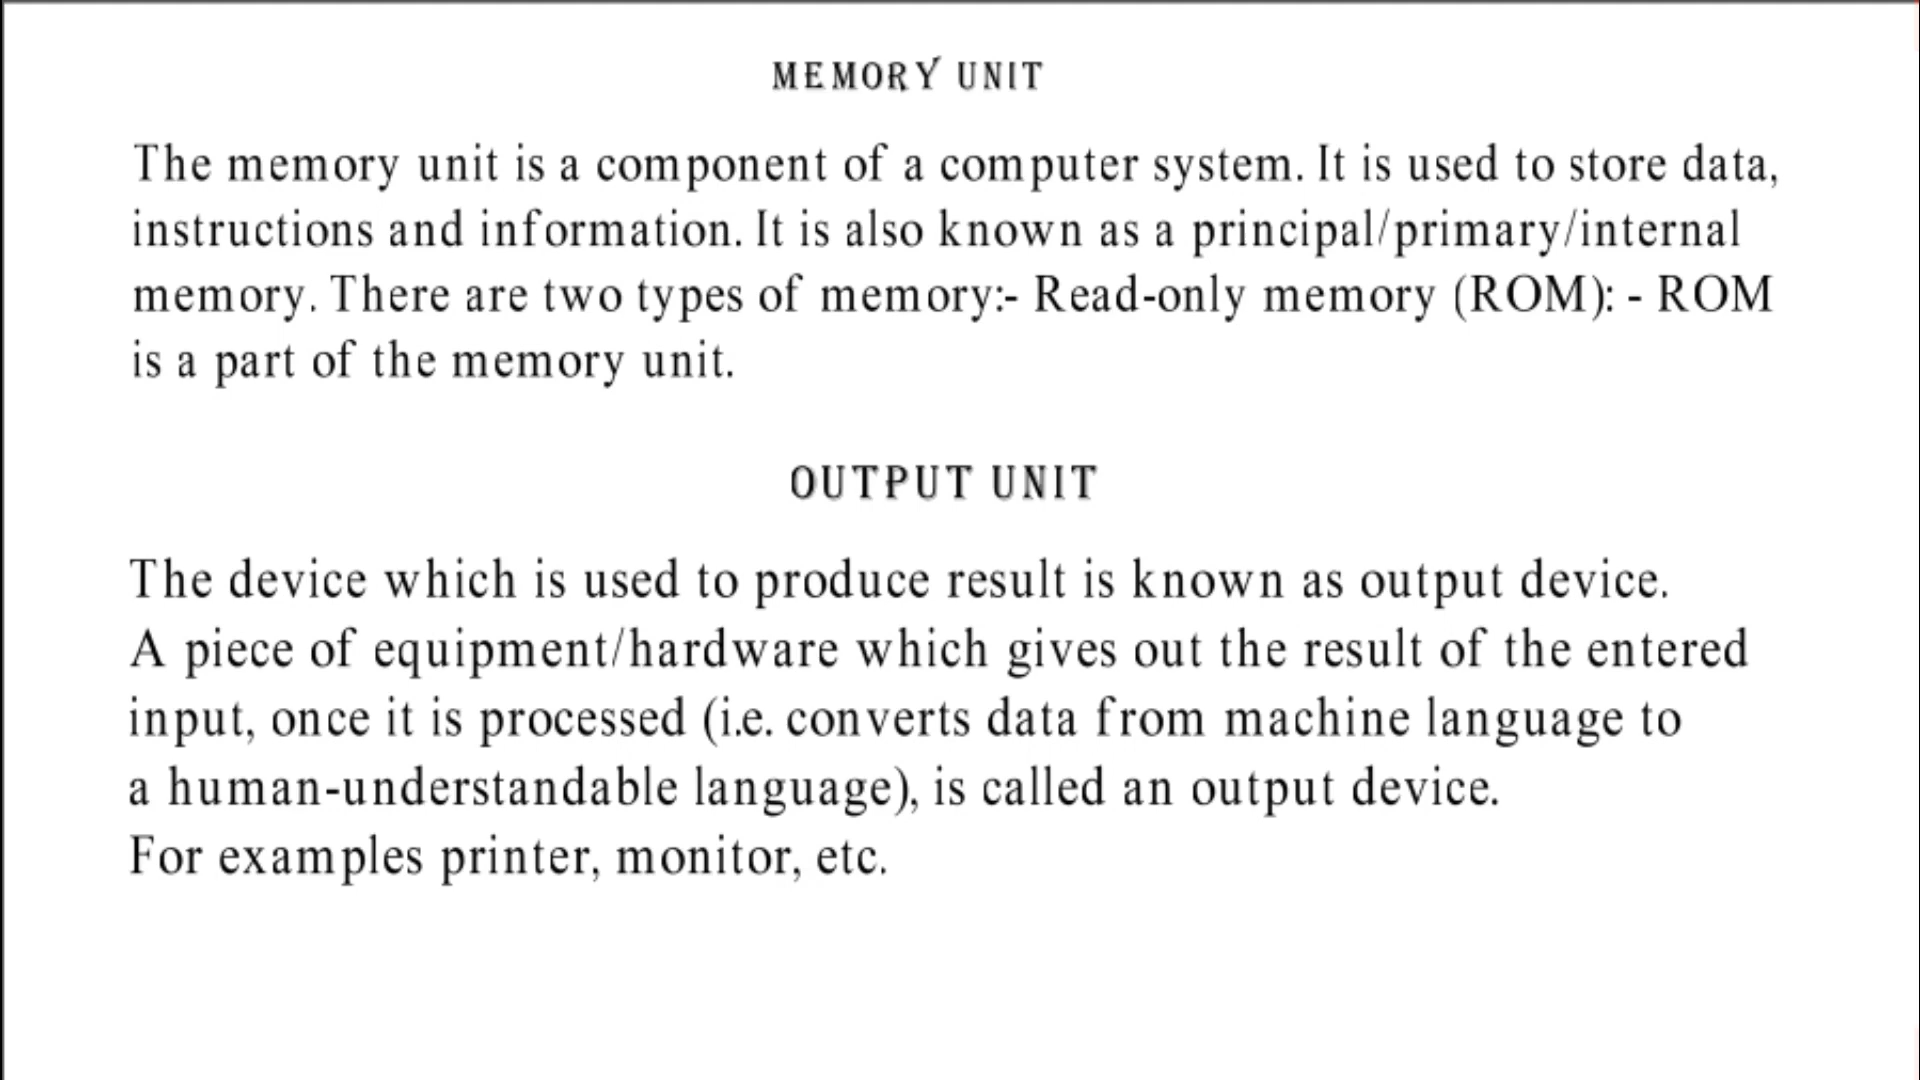 MEMORY UNIT
The memory unit is a component of a computer system. It is used to store data,
instructions and information. It is also known as a principal/primary/internal
memory. There are two types of memory:- Read-only memory (ROM): - ROM
is a part of the memory unit.
OUTPUT UNIT
The device which is used to produce result is known as output device.
A piece of equipment/hardware which gives out the result of the entered
input, once it is processed (i.e. converts data from machine language to
a human-understandable language), is called an output device.
For examples printer, monitor, etc.